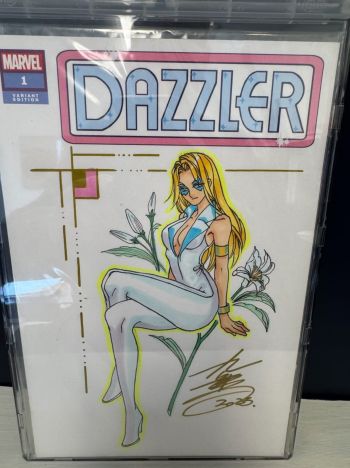 MARVEL
1
VARIANT
EDITION
DAZZLER